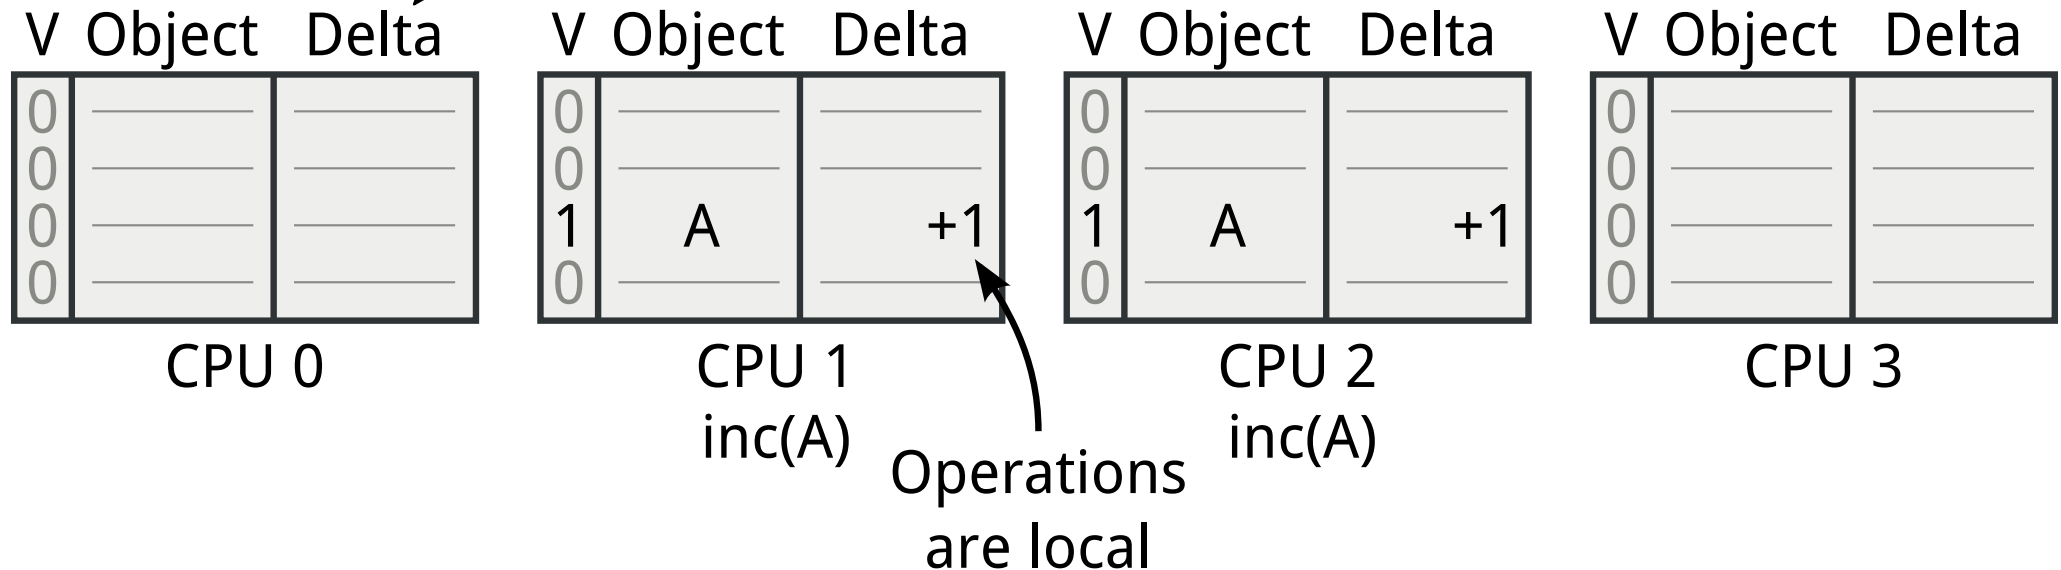 V Object Delta V Object Delta V Object Delta V Object Delta
0 0 0 0
0 0 0 0
0 1 A +1 1 A +1 0
0 0 0 0
CPU 0 CPU 1 CPU 2 CPU 3
inc(A) inc(A)
Operations
are local